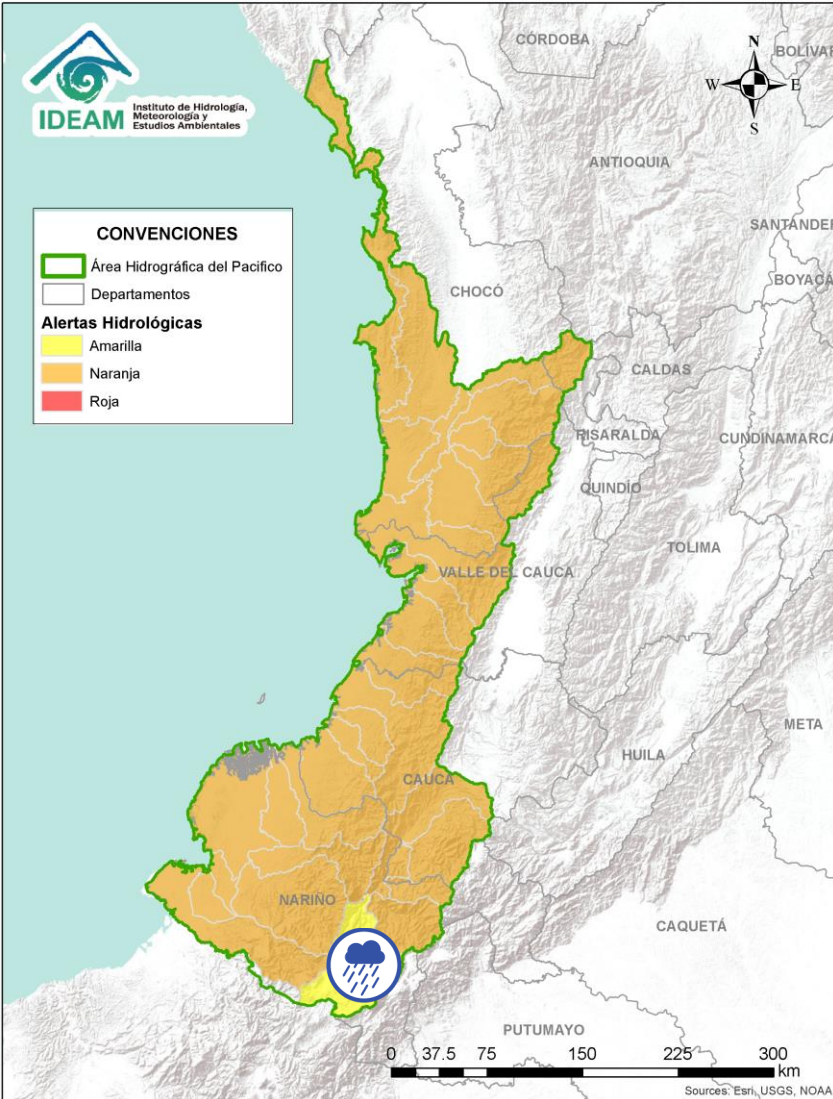 IDEAM
Instituto de Hidrología,
Meteorología y
Estudios Ambientales
CONVENCIONES
Área Hidrográfica del Pacifico
Departamentos
Alertas Hidrológicas
Amarilla
Naranja
Roja
N
W
E
S
CÓRDOBA
BOLÍVAR
ANTIOQUIA
SANTANDER
BOYACÁ
CHOCÓ
CALDAS
RISARALDA
CUNDINAMARCA
QUINDÍO
TOLIMA
VALLE DEL CAUCA
META
HUILA
CAUCA
NARIÑO
CAQUETÁ
PUTUMAYO
0 37.5 75 150 225 300
km
Sources: Esri, USGS, NOAA